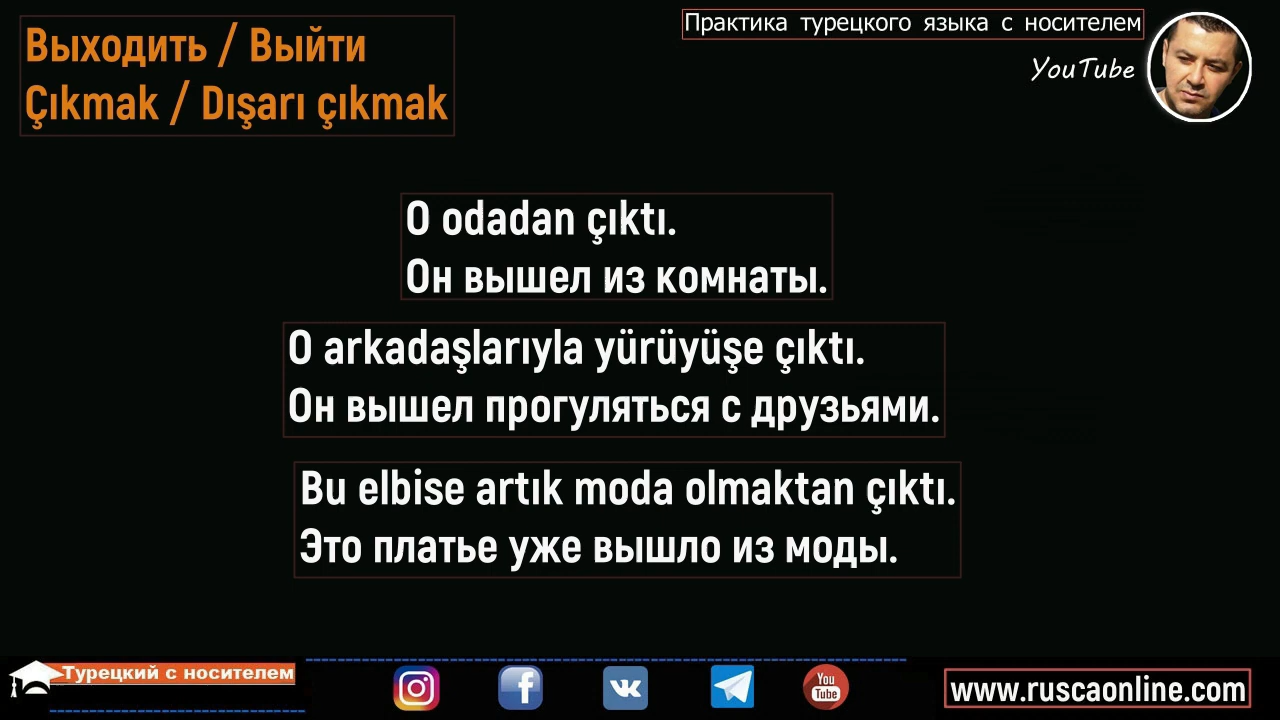 Выходить / Выйти
Çıkmak / Dışarı çıkmak
Практика турецкого языка с носителем
YouTube
O odadan çıktı.
Он вышел из комнаты.
O arkadaşlarıyla yürüyüşe çıktı.
Он вышел прогуляться с друзьями.
Bu elbise artık moda olmaktan çıktı.
Это платье уже вышло из моды.
Турецкий с носителем
You
Tube
www.ruscaonline.com